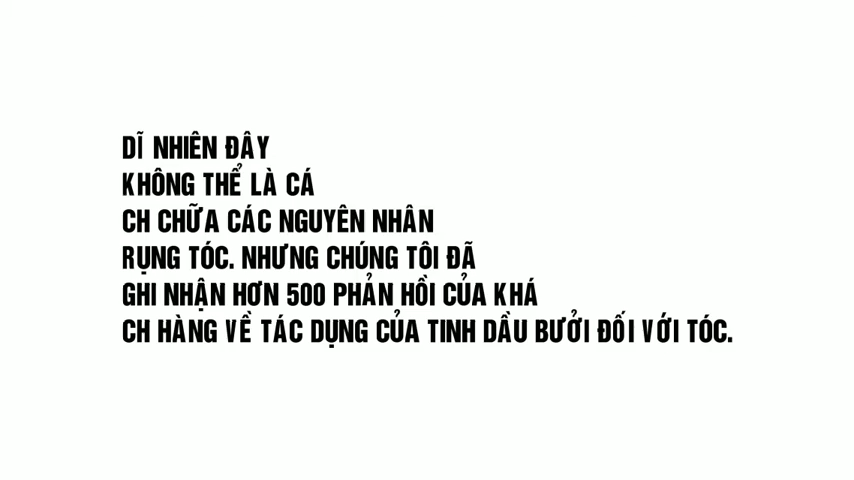 DĨ NHIÊN ĐÂY
KHÔNG THỂ LÀ CÁ
CH CHỮA CÁC NGUYÊN NHÂN
RỤNG TÓC. NHƯNG CHÚNG TÔI ĐÃ
GHI NHẬN HƠN 500 PHẢN HỒI CỦA KHÁ
CH HÀNG VỀ TÁC DỤNG CỦA TINH DẦU BƯỞI ĐỐI VỚI TÓC.